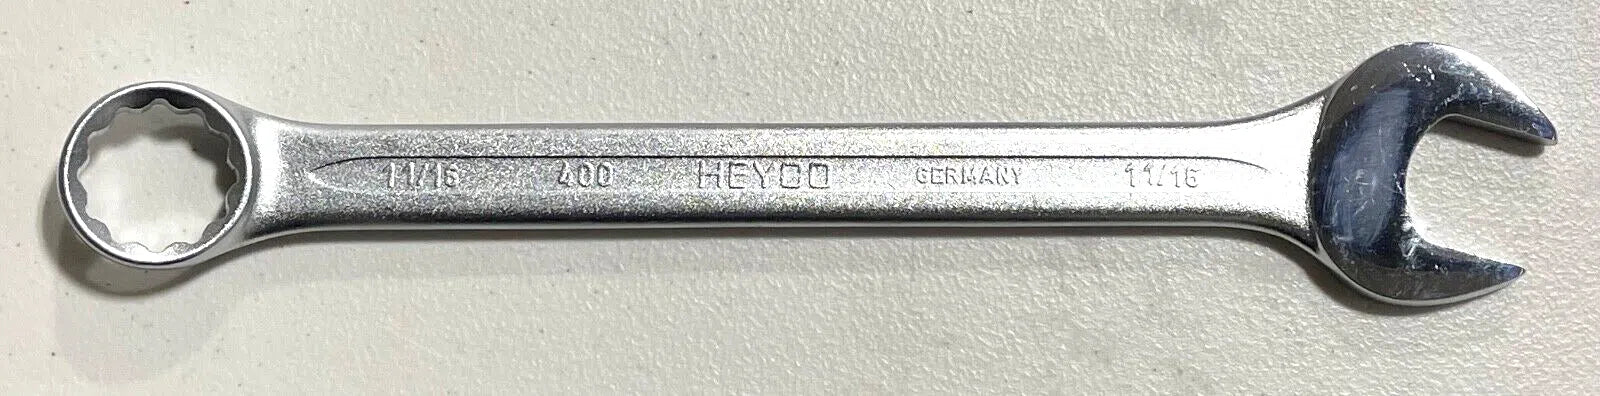 11/16 400 HEYCO GERMANY 11/16